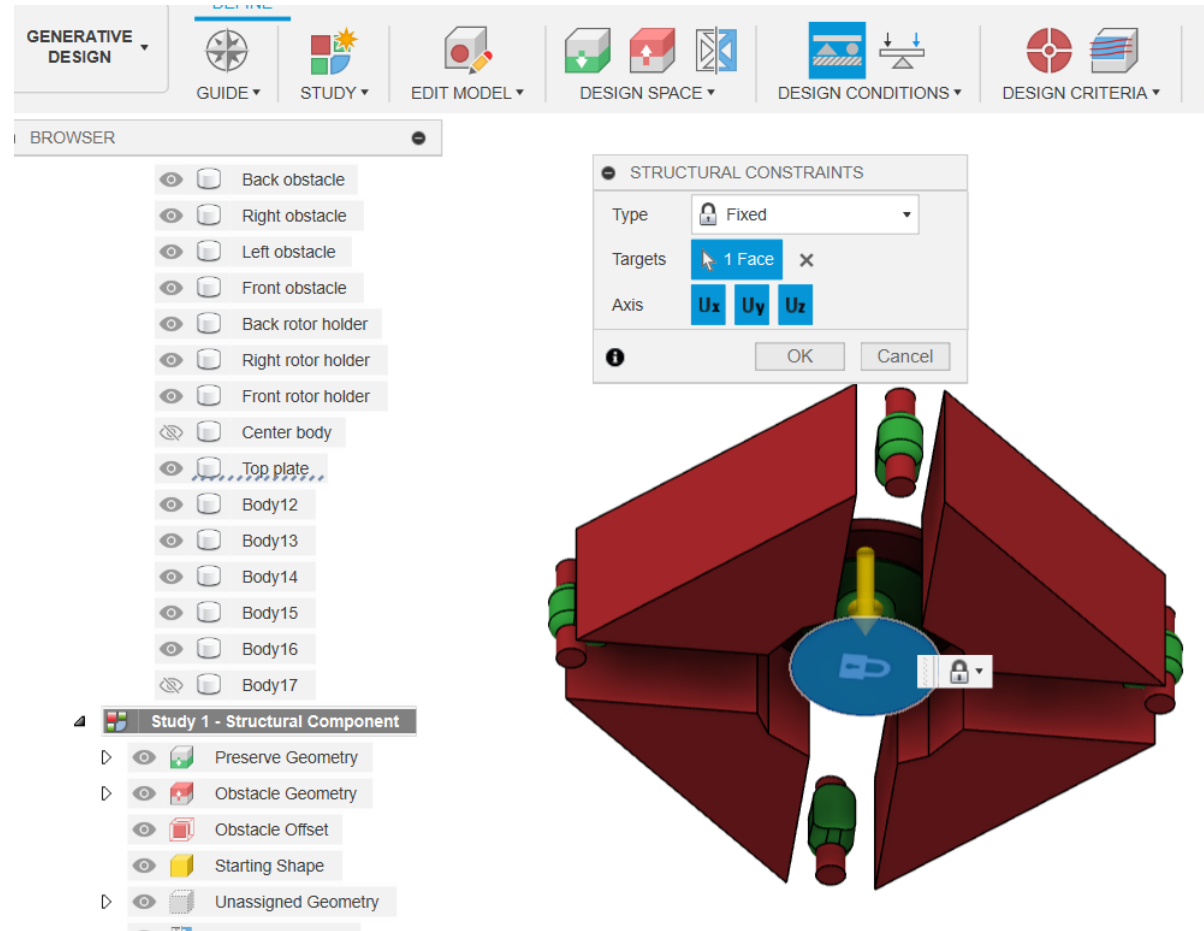 DEFINE
GENERATIVE
DESIGN
GUIDE
STUDY
EDIT MODEL
DESIGN SPACE
DESIGN CONDITIONS
DESIGN CRITERIA
BROWSER
Back obstacle
Right obstacle
Left obstacle
Front obstacle
Back rotor holder
Right rotor holder
Front rotor holder
Center body
Top plate
Body12
Body13
Body14
Body15
Body16
Body17
Study 1 - Structural Component
Preserve Geometry
Obstacle Geometry
Obstacle Offset
Starting Shape
Unassigned Geometry
STRUCTURAL CONSTRAINTS
Type Fixed
Targets 1 Face
Axis Ux Uy Uz
OK Cancel